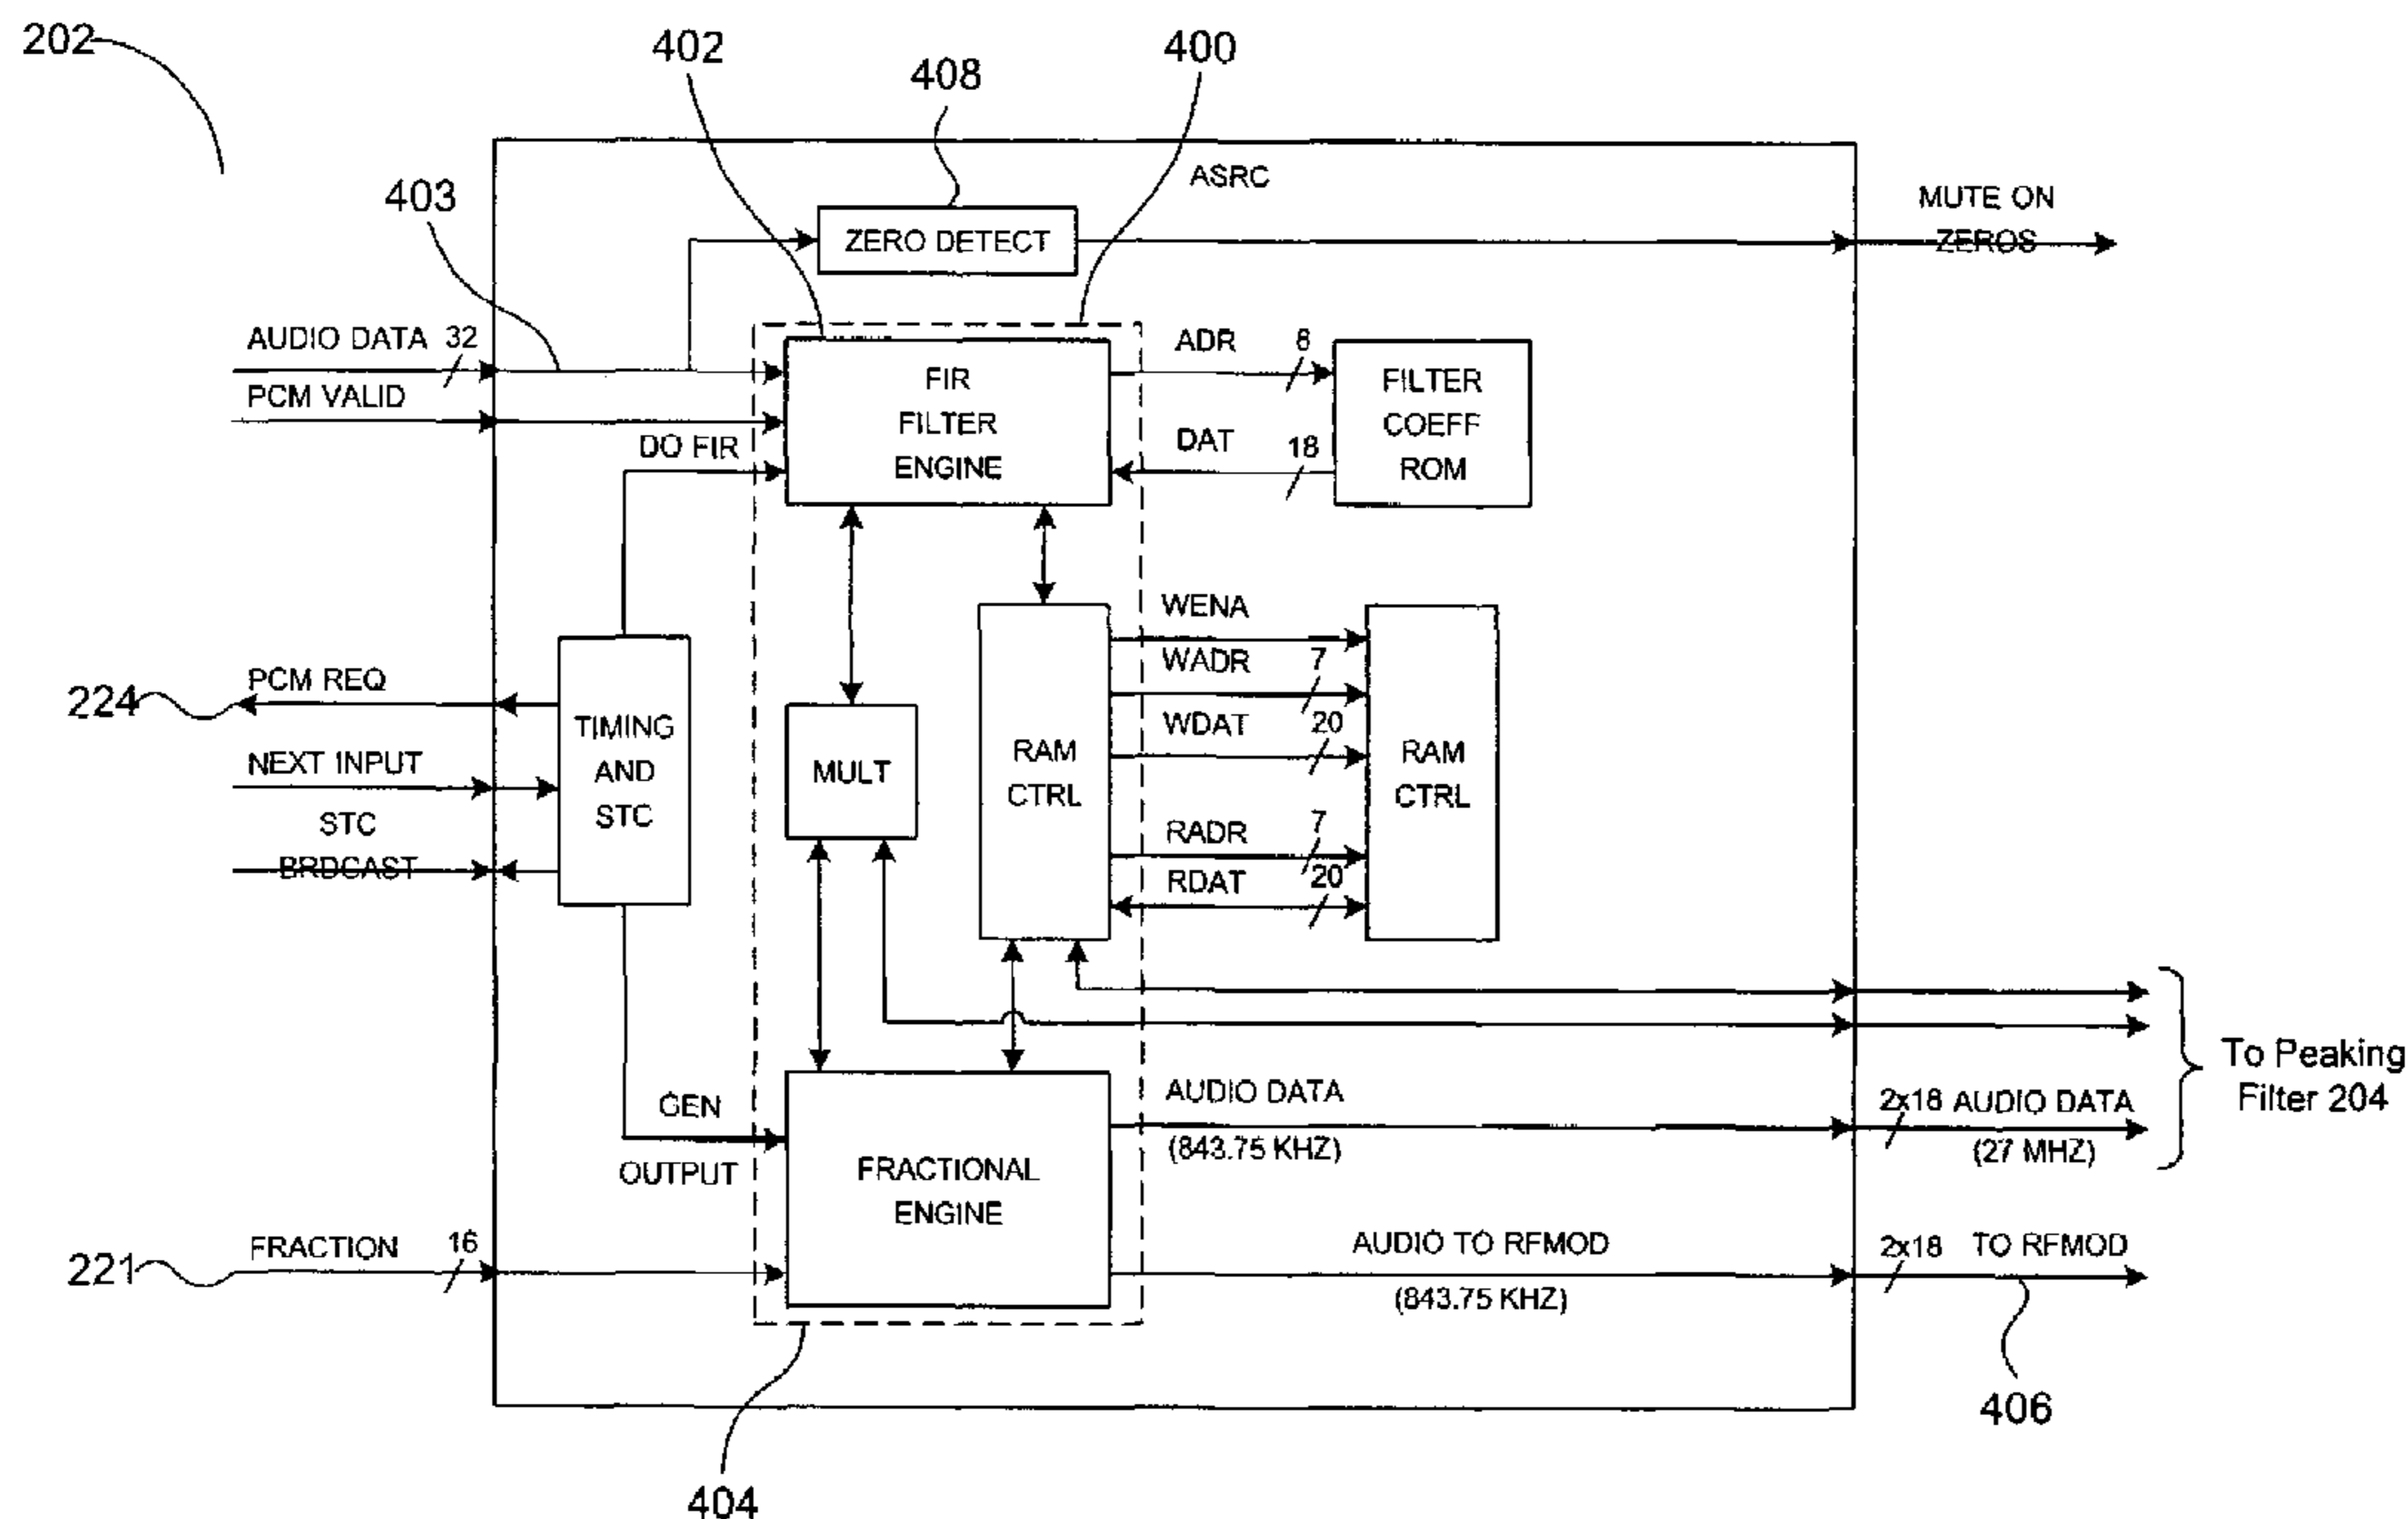 202
402
400
408
403
ASRC
ZERO DETECT
MUTE ON
ZEROS
AUDIO DATA 32
PCM VALID
DO FIR
FIR
FILTER
ENGINE
ADR 8
DAT 18
FILTER
COEFF
ROM
224
PCM REQ
NEXT INPUT
STC
BRDCAST
TIMING
AND
STC
MULT
RAM
CTRL
WENA
WADR 7
WDAT 20
RADR 7
RDAT 20
RAM
CTRL
To Peaking
Filter 204
GEN
OUTPUT
FRACTIONAL
ENGINE
AUDIO DATA
(843.75 KHZ)
2x18 AUDIO DATA
(27 MHZ)
221
FRACTION 16
AUDIO TO RFMOD
(843.75 KHZ)
2x18 TO RFMOD
406
404